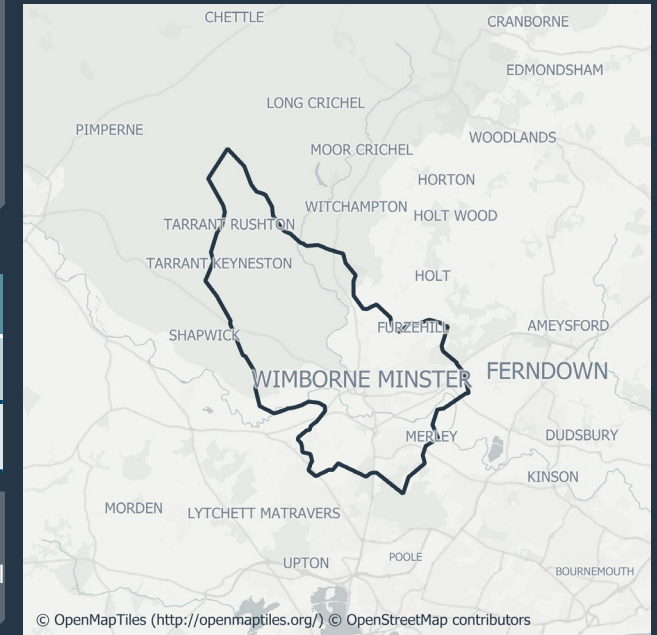 CHETTLE
CRANBORNE
EDMONDSHAM
LONG CRICHEL
PIMPERNE
WOODLANDS
MOOR CRICHEL
HORTON
WITCHAMPTON
HOLT WOOD
TARRANT RUSHTON
TARRANT KEYNESTON
HOLT
FURZEHILL
AMEYSFORD
SHAPWICK
WIMBORNE MINSTER
FERNDOWN
MERLEY
DUDSBURY
KINSON
MORDEN
LYTCHETT MATRAVERS
UPTON
POOLE
BOURNEMOUTH
© OpenMapTiles (http://openmaptiles.org/) © OpenStreetMap contributors